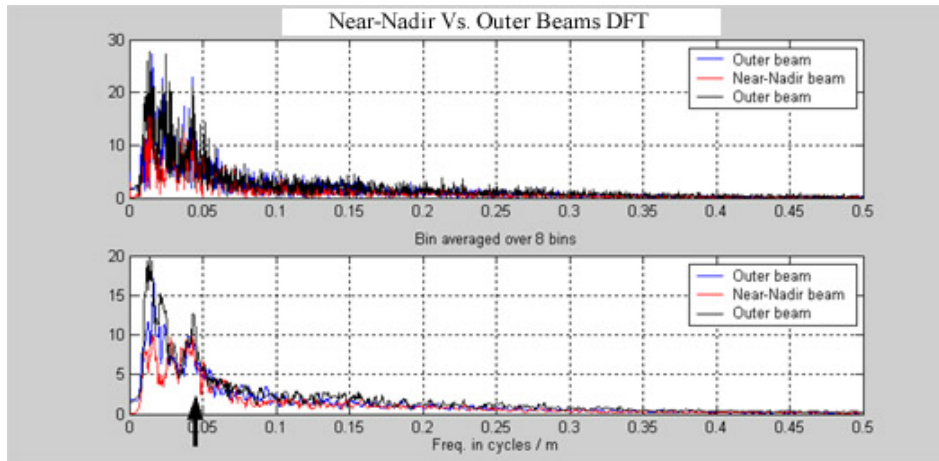 Near-Nadir Vs. Outer Beams DFT
30
20
10
0
Outer beam
Near-Nadir beam
Outer beam
0 0.05 0.1 0.15 0.2 0.25 0.3 0.35 0.4 0.45 0.5
Bin averaged over 8 bins
20
15
10
5
0
Outer beam
Near-Nadir beam
Outer beam
0 0.05 0.1 0.15 0.2 0.25 0.3 0.35 0.4 0.45 0.5
Freq. in cycles / m